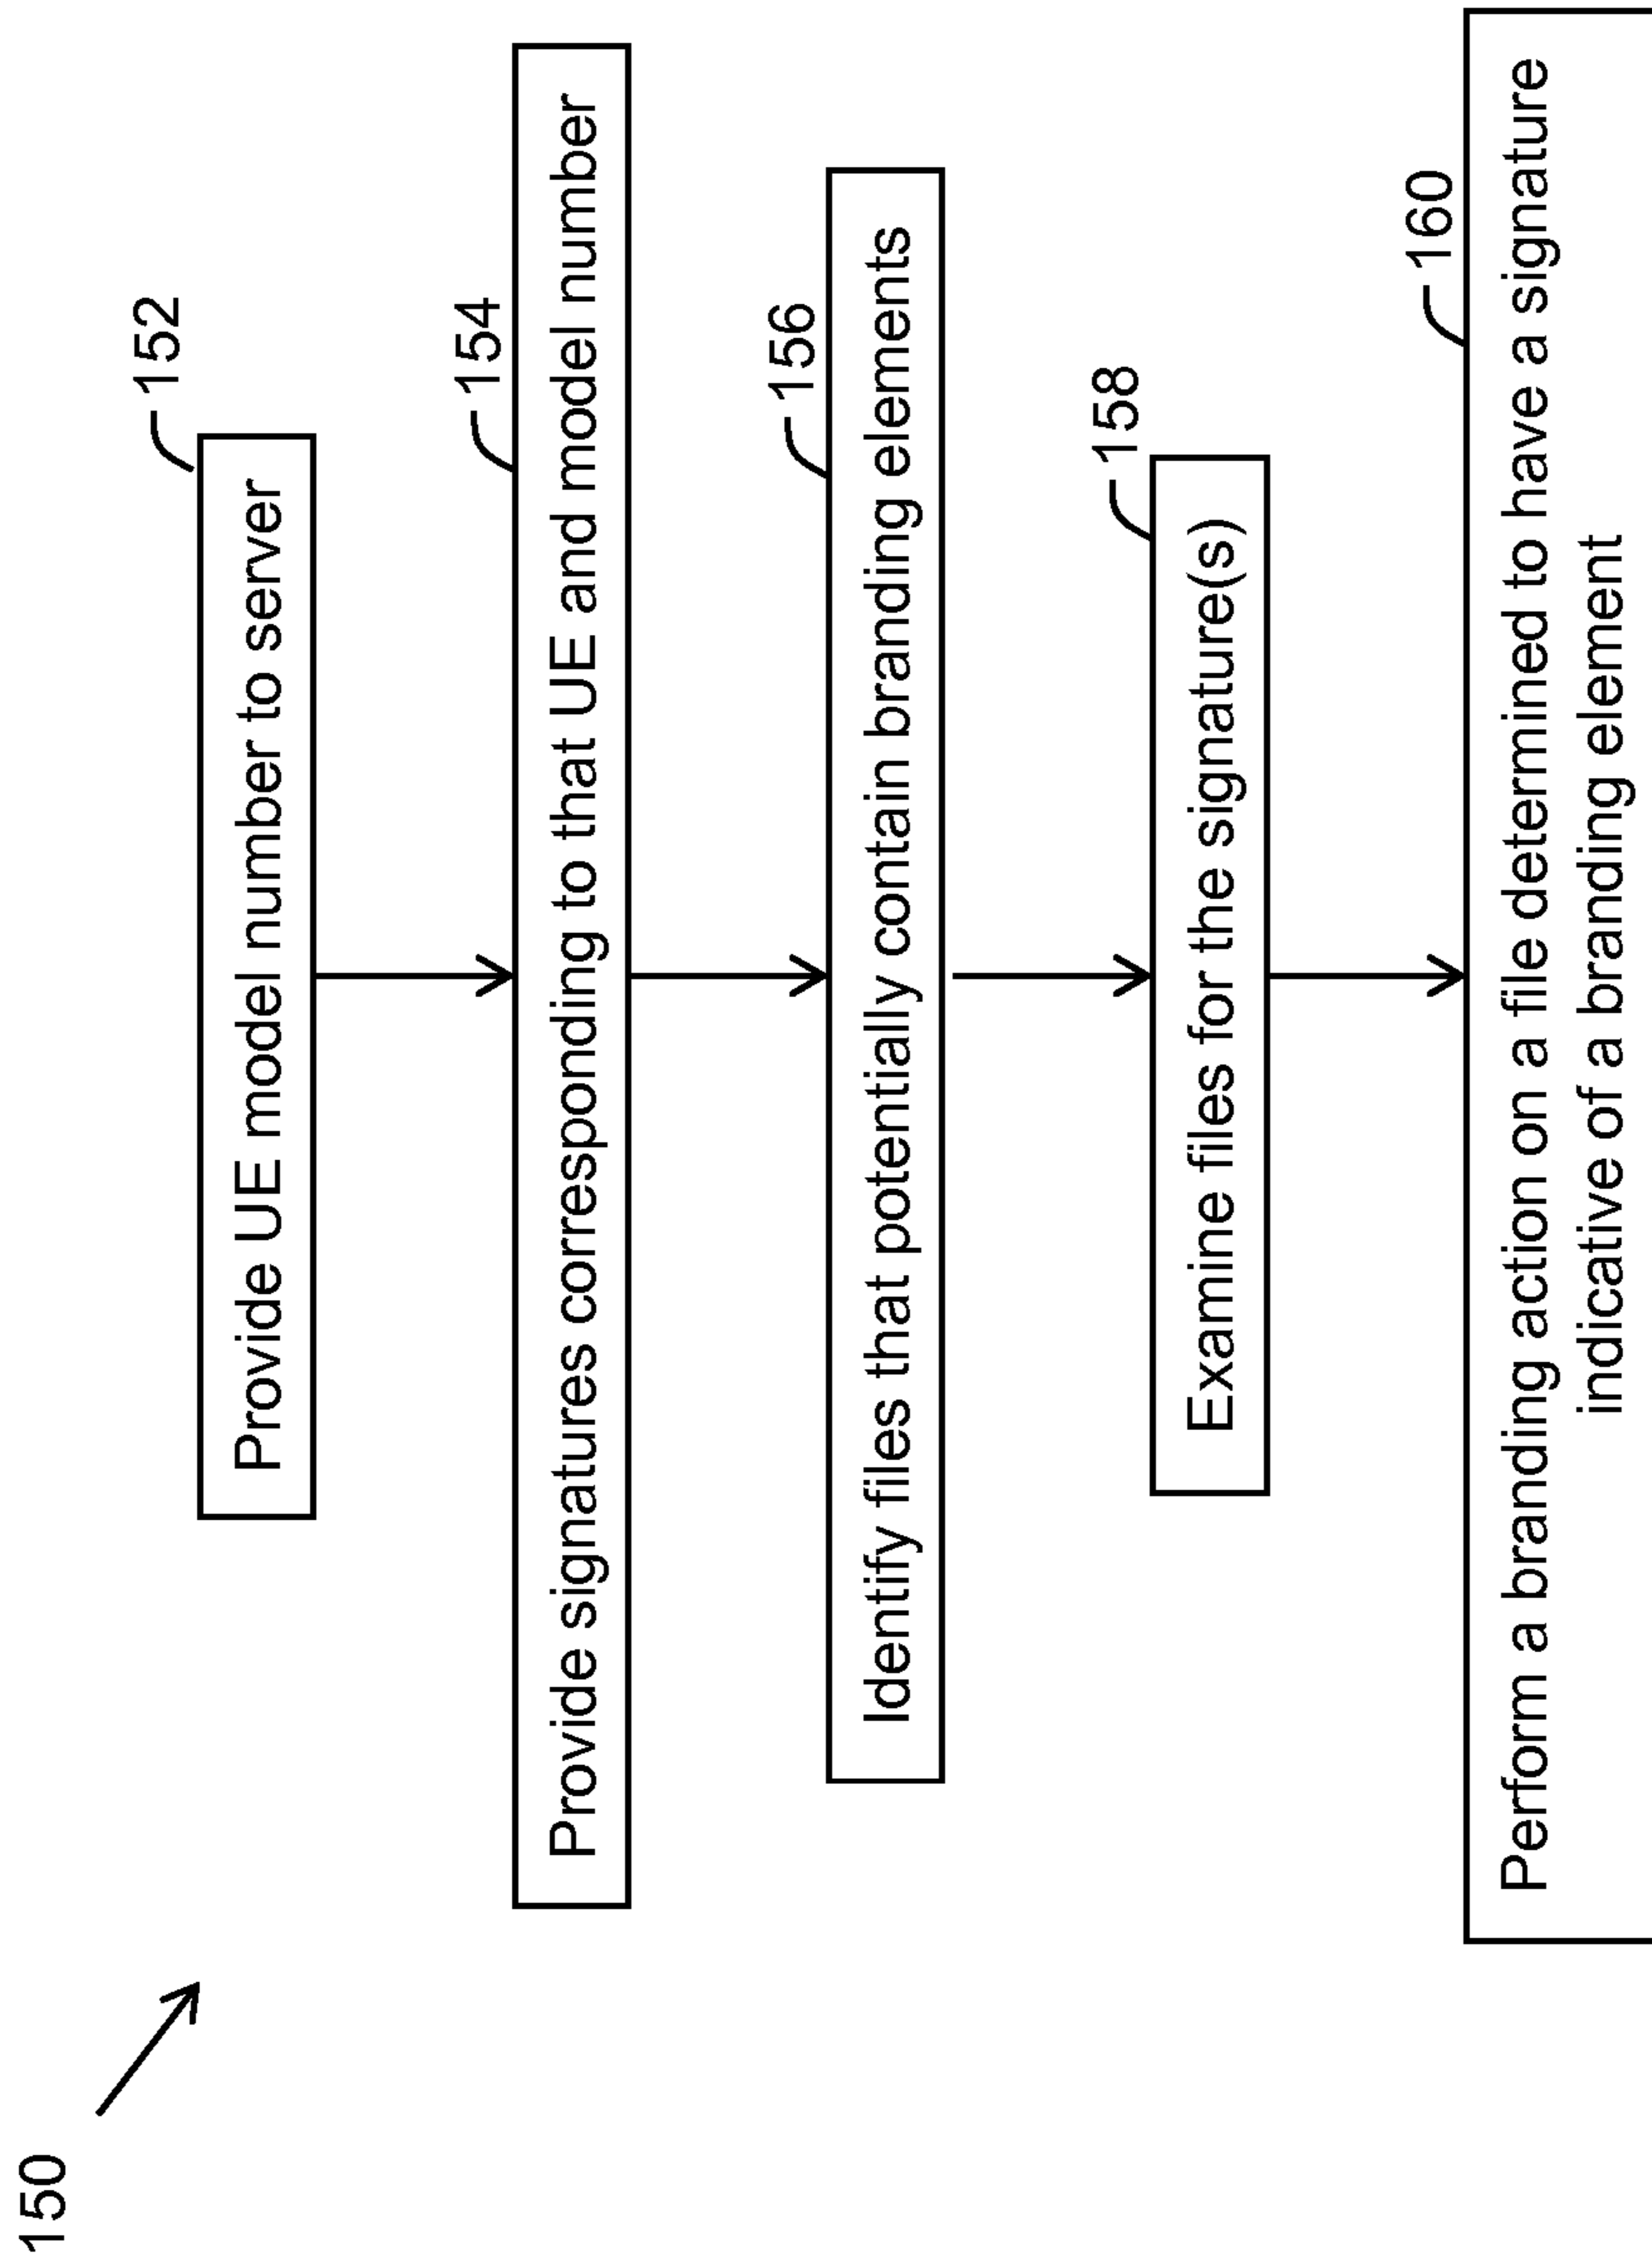 150
152
Provide UE model number to server
154
Provide signatures corresponding to that UE and model number
156
Identify files that potentially contain branding elements
158
Examine files for the signature(s)
160
Perform a branding action on a file determined to have a signature
indicative of a branding element